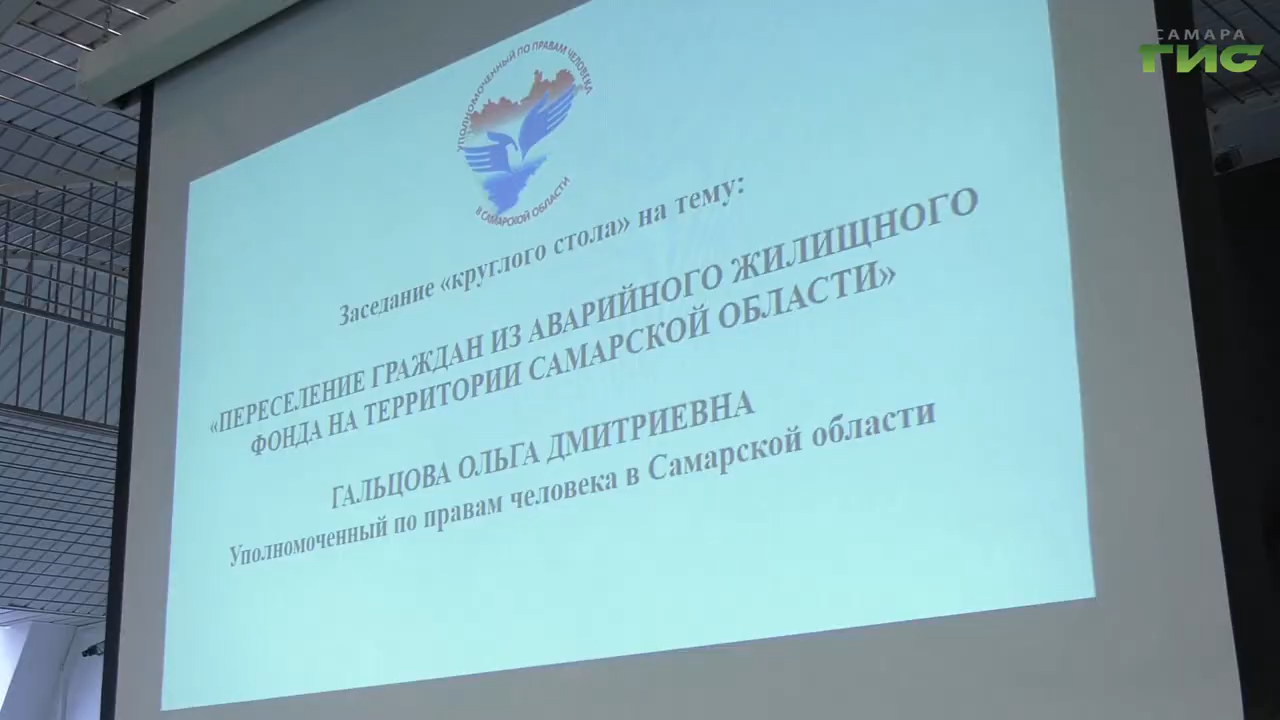 САМАРА
ГИС
УПОЛНОМОЧЕННЫЙ ПО ПРАВАМ ЧЕЛОВЕКА
В САМАРСКОЙ ОБЛАСТИ
Заседание «круглого стола» на тему:
«ПЕРЕСЕЛЕНИЕ ГРАЖДАН ИЗ АВАРИЙНОГО ЖИЛИЩНОГО
ФОНДА НА ТЕРРИТОРИИ САМАРСКОЙ ОБЛАСТИ»
ГАЛЬЦОВА ОЛЬГА ДМИТРИЕВНА
Уполномоченный по правам человека в Самарской области